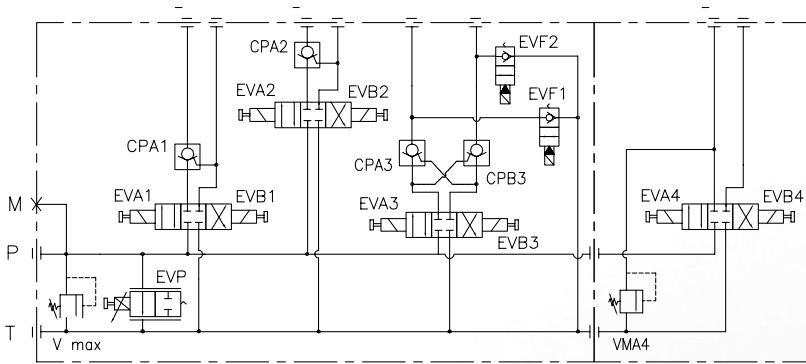 EVF2
CPA2
EVA2 EVB2
EVF1
CPA1
CPA3 CPB3
EVA1 EVB1
EVA3
EVB3
EVA4 EVB4
M
P
EVP
T
V max
VMA4